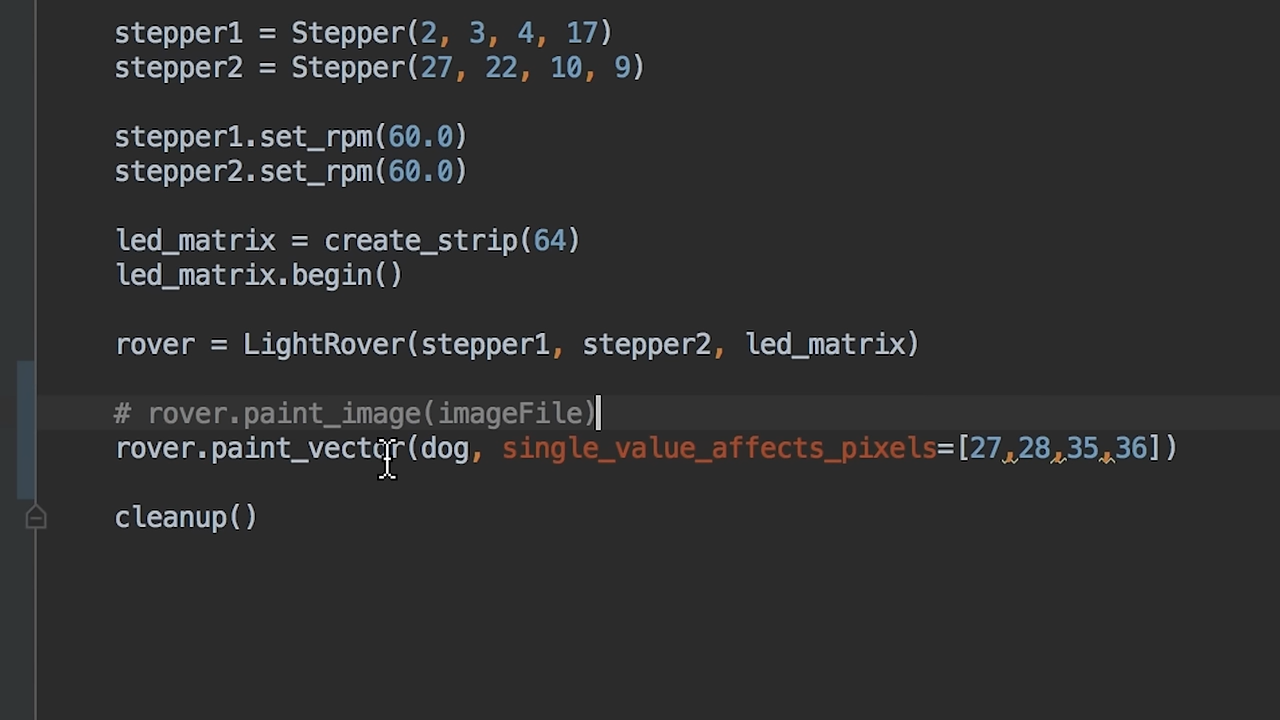 stepper1 = Stepper(2, 3, 4, 17)
stepper2 = Stepper(27, 22, 10, 9)
stepper1.set_rpm(60.0)
stepper2.set_rpm(60.0)
led_matrix = create_strip(64)
led_matrix.begin()
rover = LightRover(stepper1, stepper2, led_matrix)
# rover.paint_image(imageFile)
rover.paint_vector(dog, single_value_affects_pixels=[27,28,35,36])
cleanup()